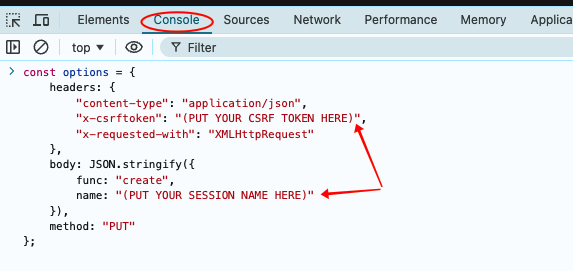 Elements Console Sources Network Performance Memory
top Filter
const options = {
headers: {
"content-type": "application/json",
"x-csrftoken": "(PUT YOUR CSRF TOKEN HERE)",
"x-requested-with": "XMLHttpRequest"
},
body: JSON.stringify({
func: "create",
name: "(PUT YOUR SESSION NAME HERE)"
}),
method: "PUT"
};